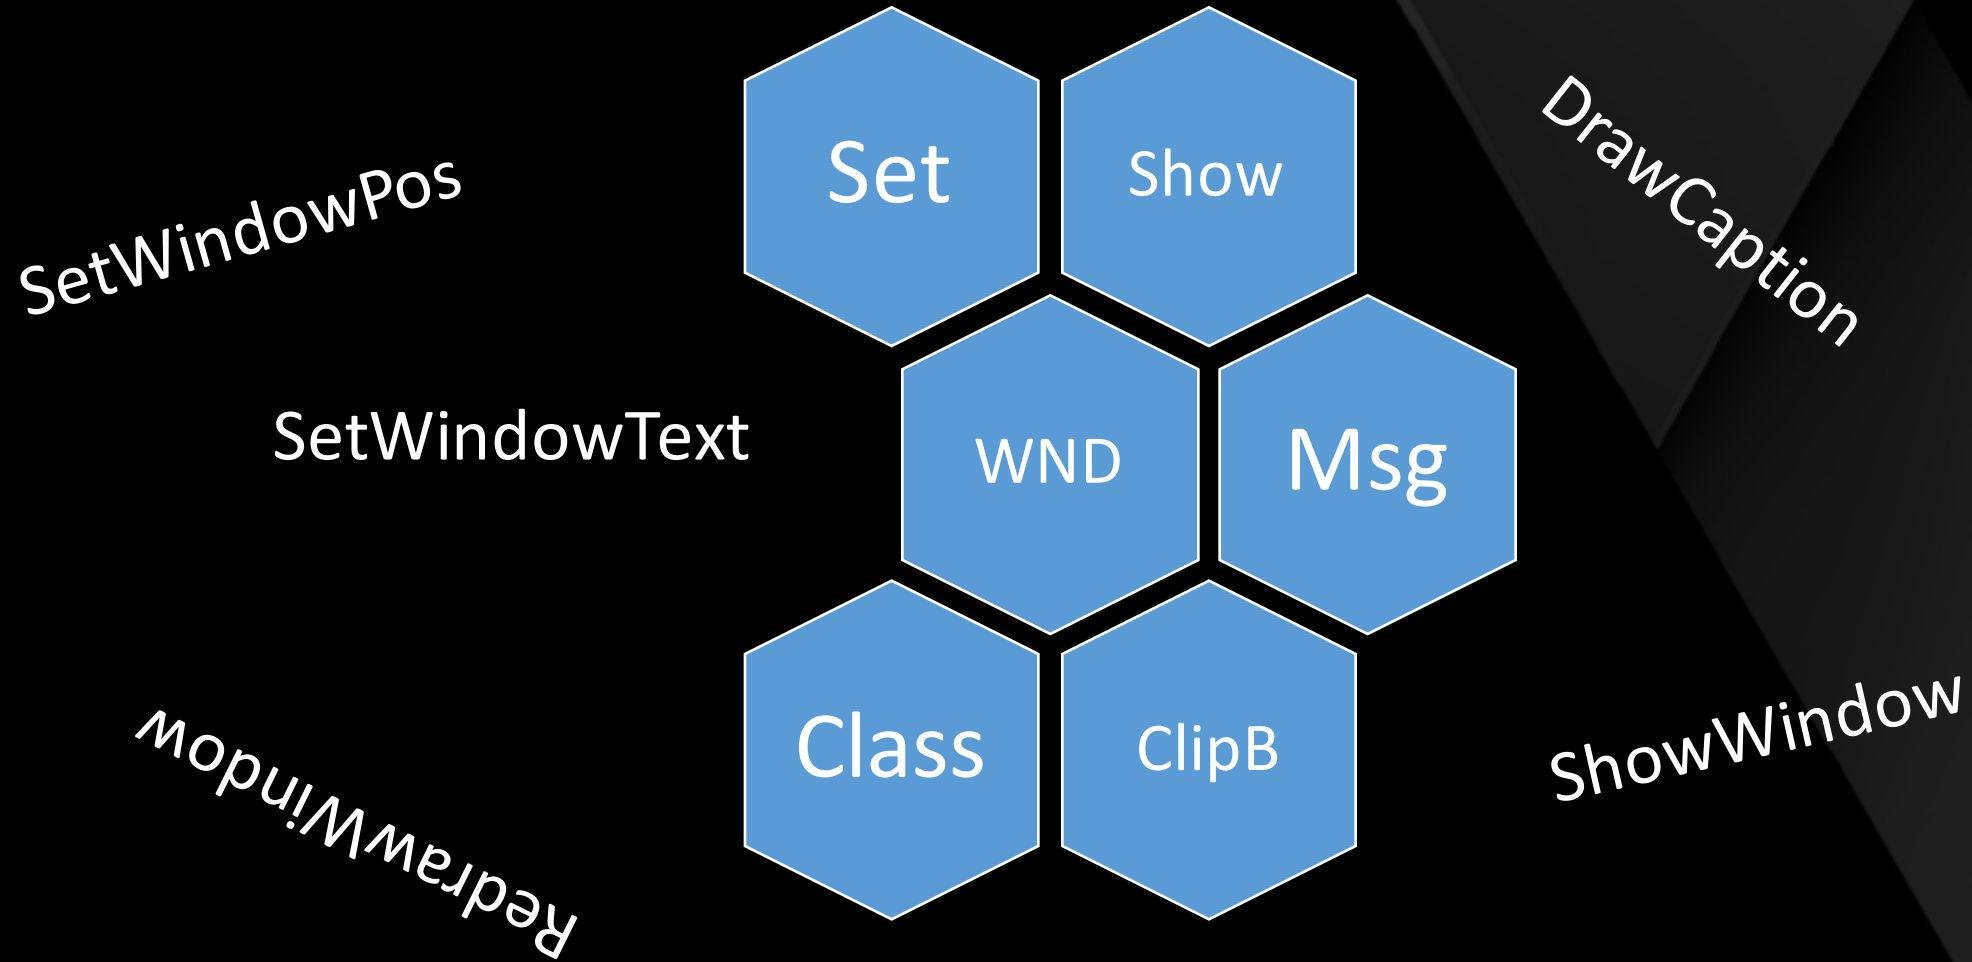 Set
Show
DrawCaption
SetWindowPos
SetWindowText
WND
Msg
Class
ClipB
ShowWindow
RedrawWindow